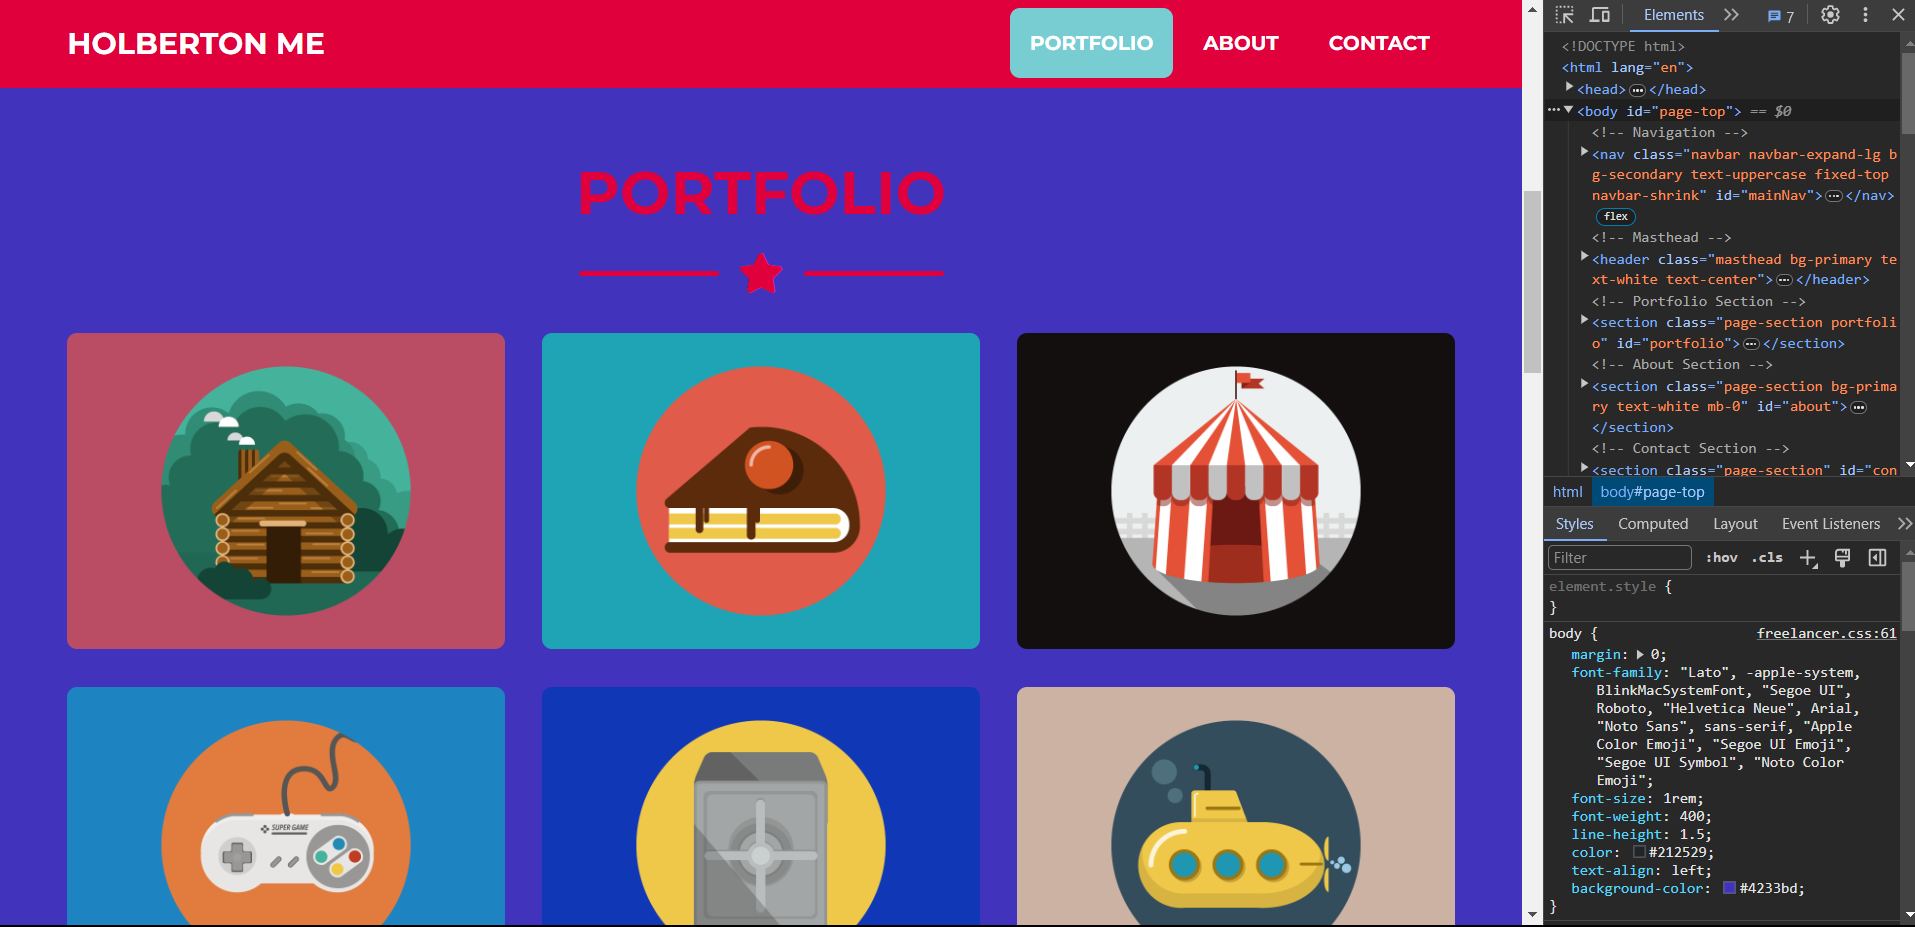 HOLBERTON ME
PORTFOLIO
ABOUT
CONTACT
PORTFOLIO
SUPER GAME
Elements
7
<!DOCTYPE html>
<html lang="en">
<head>
</head>
<body id="page-top"> == $0
<!-- Navigation -->
<nav class="navbar navbar-expand-lg b
g-secondary text-uppercase fixed-top
navbar-shrink" id="mainNav"> </nav>
flex
<!-- Masthead -->
<header class="masthead bg-primary te
xt-white text-center"> </header>
<!-- Portfolio Section -->
<section class="page-section portfoli
o" id="portfolio"> </section>
<!-- About Section -->
<section class="page-section bg-prima
ry text-white mb-0" id="about">
</section>
<!-- Contact Section -->
<section class="page-section" id="con
html
body#page-top
Styles
Computed
Layout
Event Listeners
Filter
:hov
.cls
element.style {
}
body {
freelancer.css:61
margin: 0;
font-family: "Lato", -apple-system,
BlinkMacSystemFont, "Segoe UI",
Roboto, "Helvetica Neue", Arial,
"Noto Sans", sans-serif, "Apple
Color Emoji", "Segoe UI Emoji",
"Segoe UI Symbol", "Noto Color
Emoji";
font-size: 1rem;
font-weight: 400;
line-height: 1.5;
color: #212529;
text-align: left;
background-color: #4233bd;
}